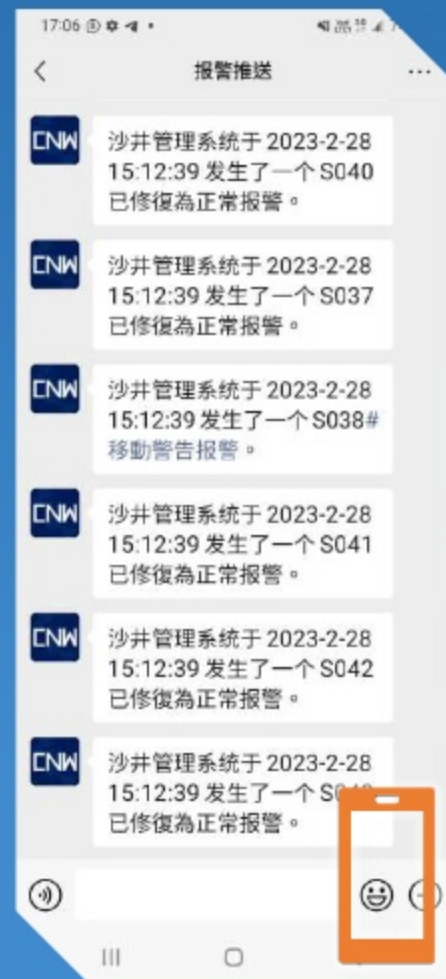 17:06
报警推送
CNW
沙井管理系统于 2023-2-28
15:12:39 发生了一个 S040
已修復為正常报警。
CNW
沙井管理系统于 2023-2-28
15:12:39 发生了一个 S037
已修復為正常报警。
CNW
沙井管理系统于 2023-2-28
15:12:39 发生了一个 S038#
移動警告报警。
CNW
沙井管理系统于 2023-2-28
15:12:39 发生了一个 S041
已修復為正常报警。
CNW
沙井管理系统于 2023-2-28
15:12:39 发生了一个 S042
已修復為正常报警。
CNW
沙井管理系统于 2023-2-28
15:12:39 发生了一个
已修復為正常报警。